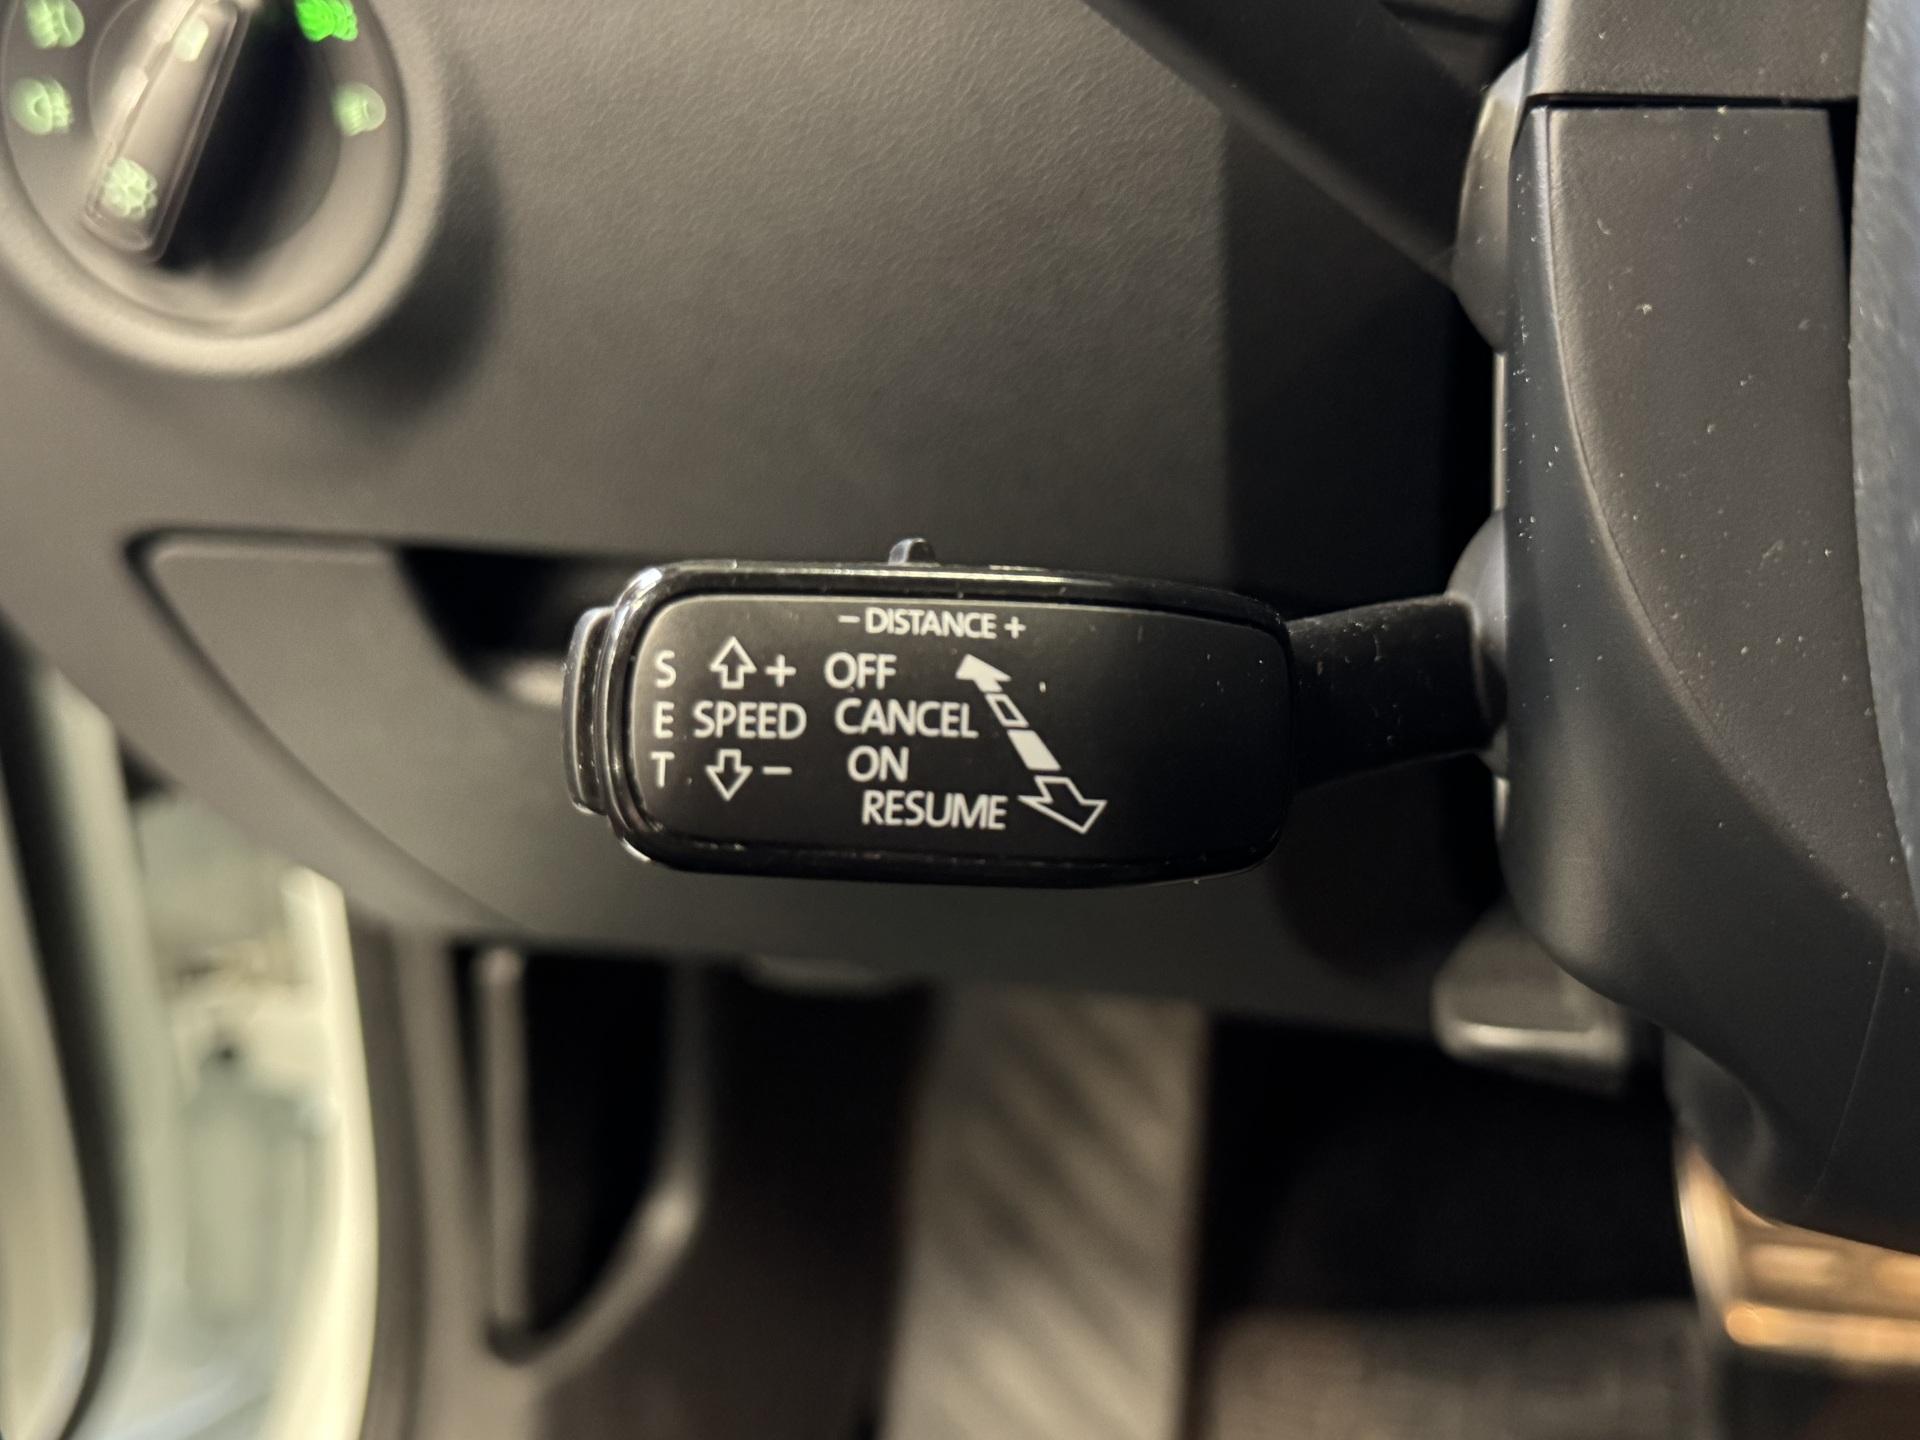 - DISTANCE +
S + OFF
E SPEED CANCEL
T - ON
RESUME